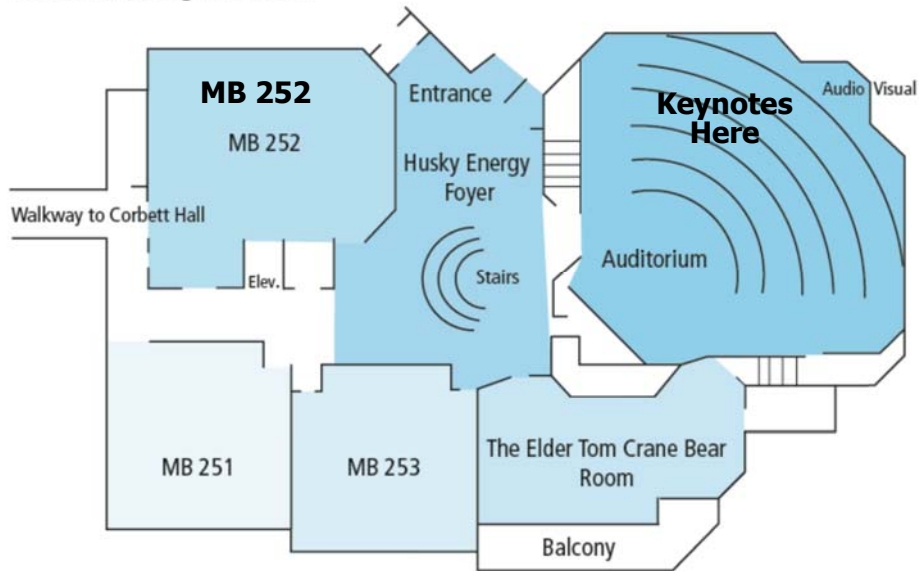 MB 252
MB 252
Entrance
Husky Energy
Foyer
Stairs
Keynotes
Here
Audio Visual
Auditorium
Walkway to Corbett Hall
Elev.
MB 251
MB 253
The Elder Tom Crane Bear
Room
Balcony